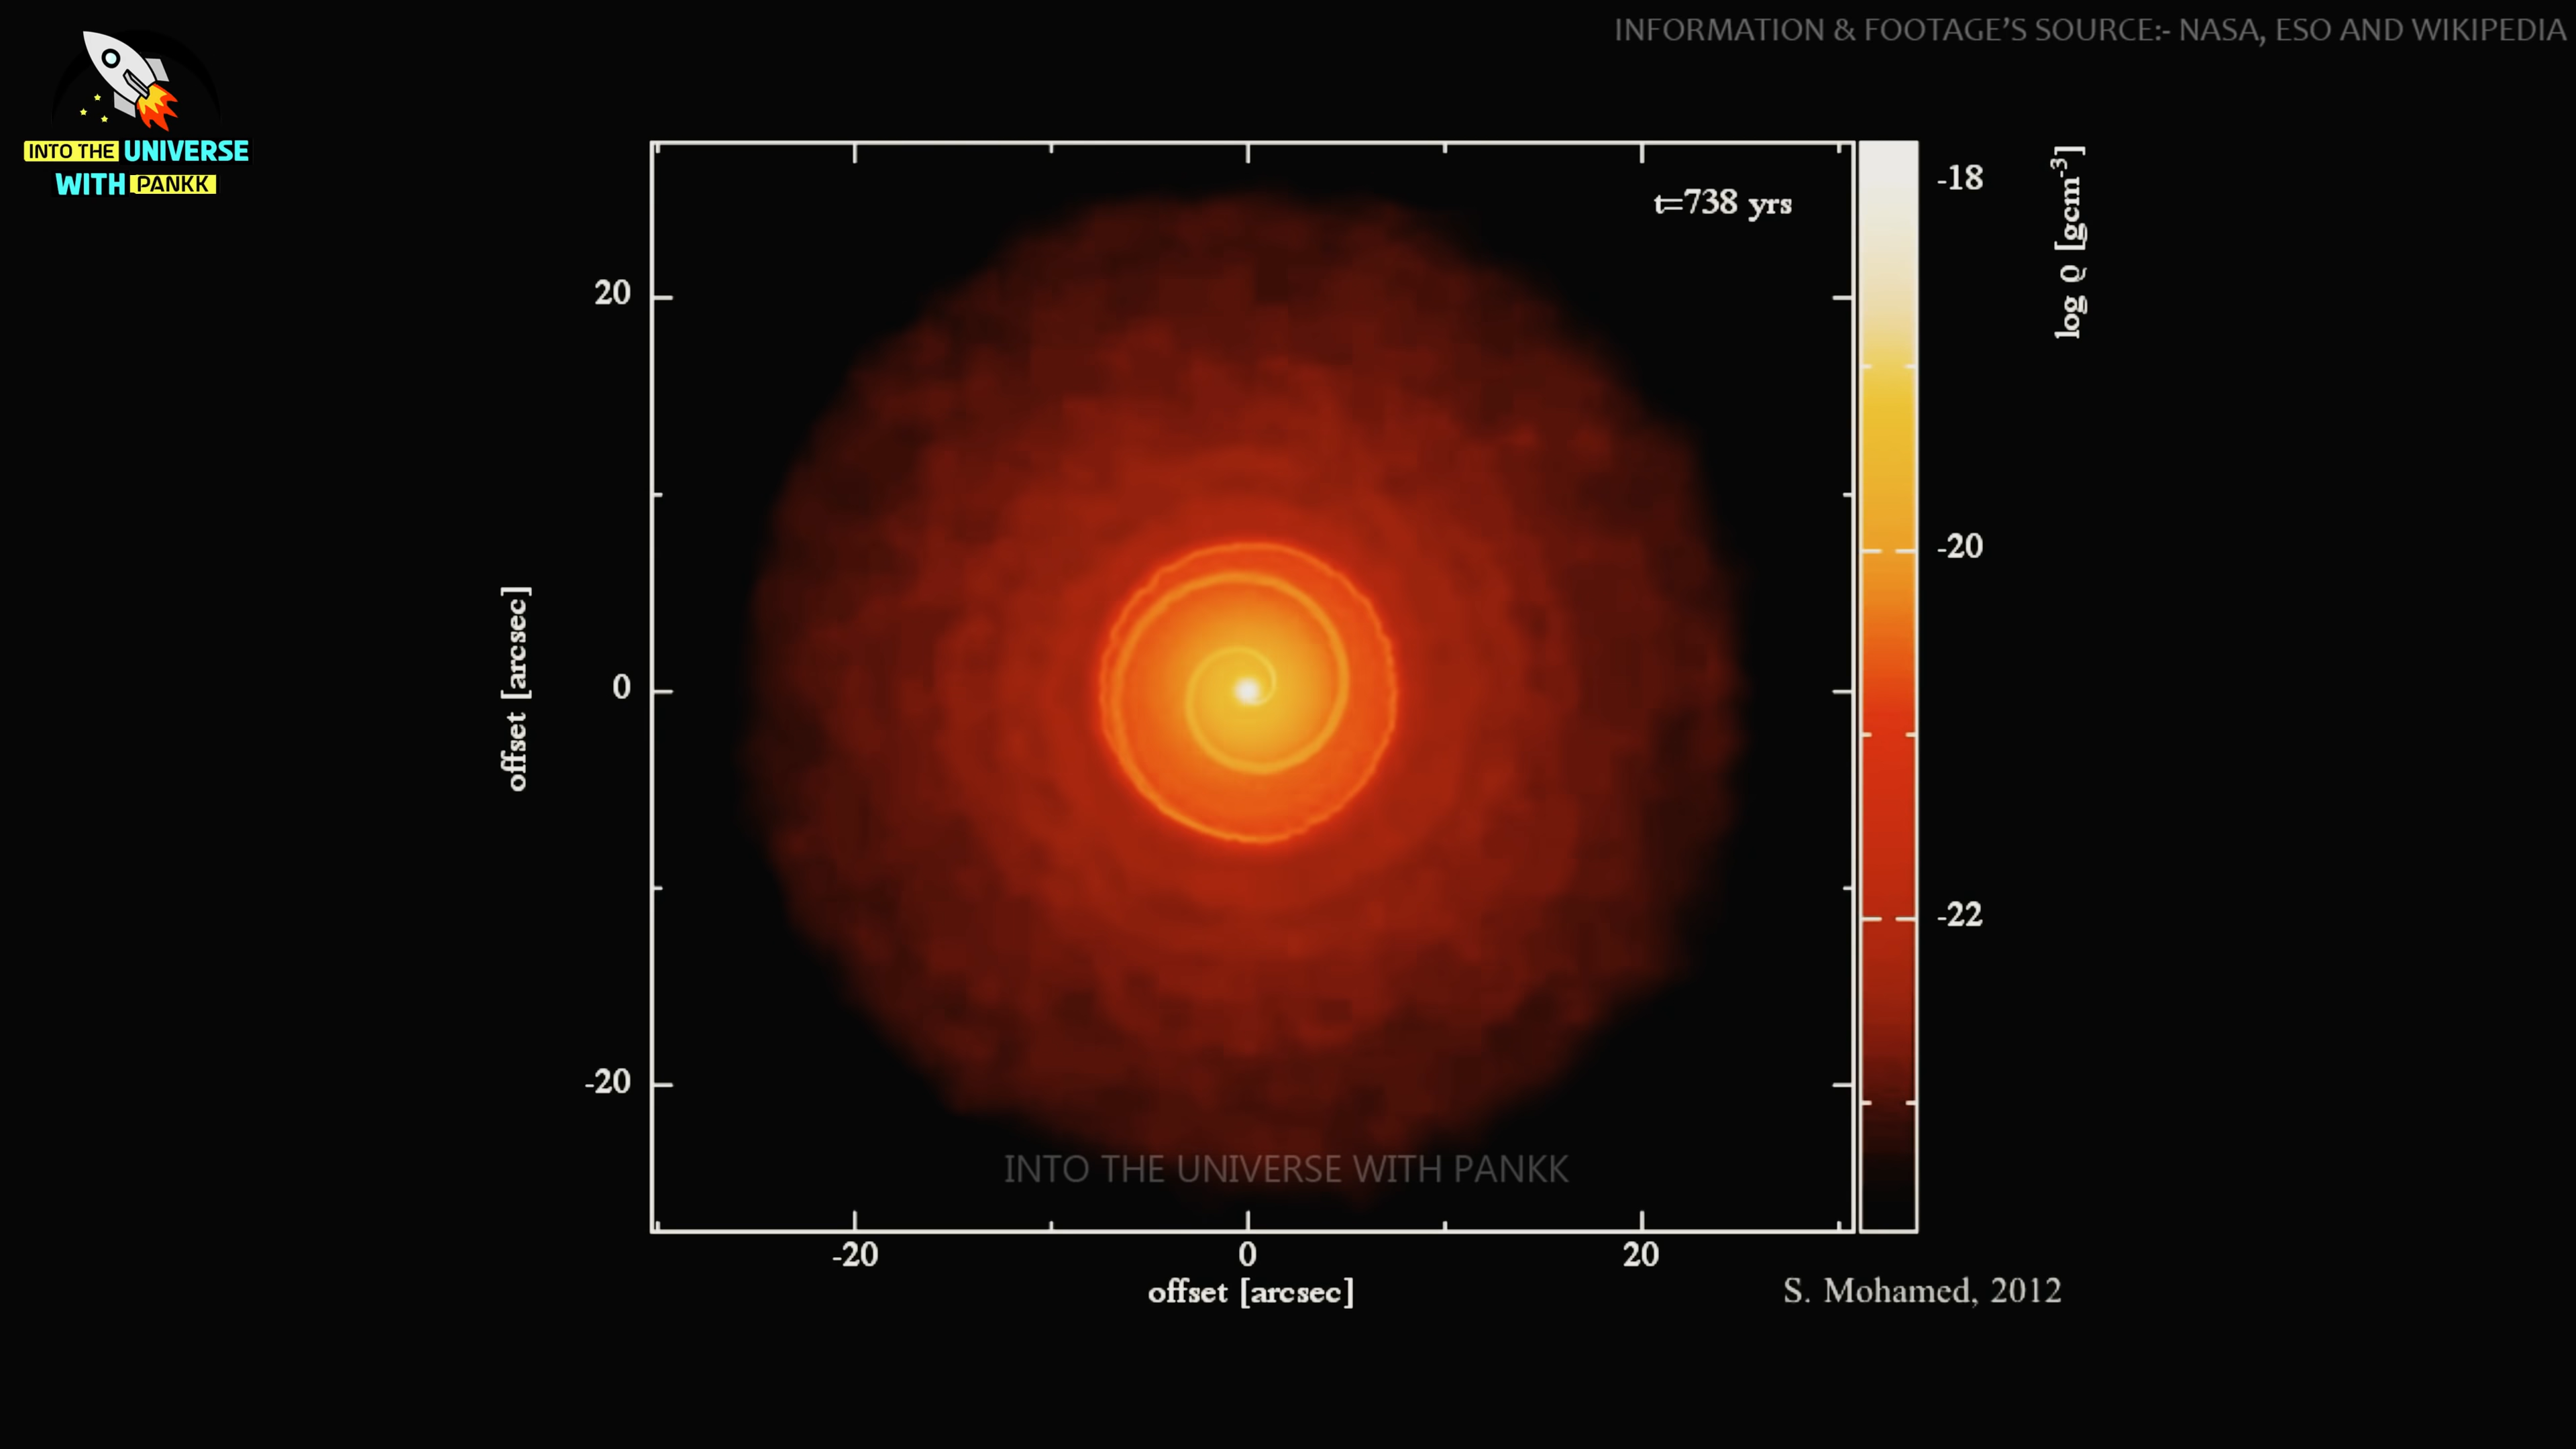 INFORMATION & FOOTAGE'S SOURCE:- NASA, ESO AND WIKIPEDIA
INTO THE UNIVERSE
WITH PANKK
t=738 yrs
-18
-20
-22
log ϱ [gcm⁻³]
20
0
-20
offset [arcsec]
INTO THE UNIVERSE WITH PANKK
-20 0 20
offset [arcsec]
S. Mohamed, 2012